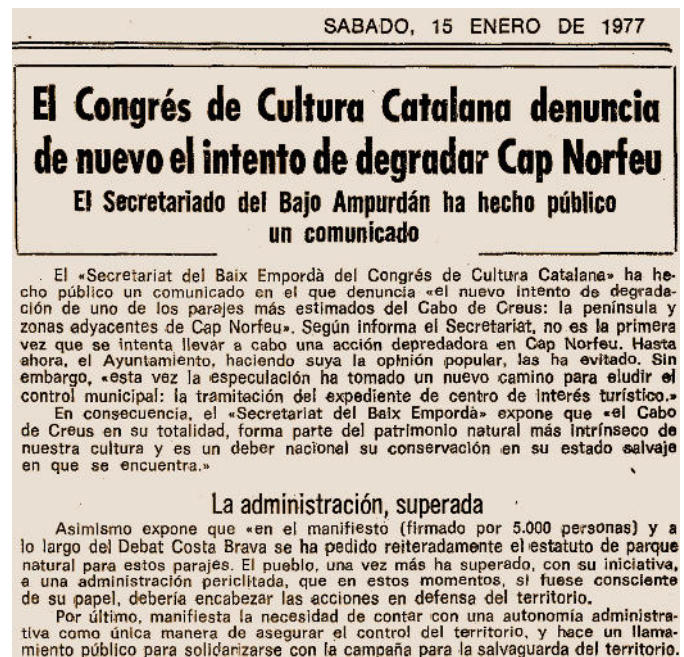 SABADO, 15 ENERO DE 1977
El Congrés de Cultura Catalana denuncia
de nuevo el intento de degradar Cap Norfeu
El Secretariado del Bajo Ampurdán ha hecho público
un comunicado
El «Secretariat del Baix Empordà del Congrés de Cultura Catalana» ha he-
cho público un comunicado en el que denuncia «el nuevo intento de degrada-
ción de uno de los parajes más estimados del Cabo de Creus: la península y
zonas adyacentes de Cap Norfeu». Según informa el Secretariat, no es la primera
vez que se intenta llevar a cabo una acción depredadora en Cap Norfeu. Hasta
ahora, el Ayuntamiento, haciendo suya la opinión popular, las ha evitado. Sin
embargo, «esta vez la especulación ha tomado un nuevo camino para eludir el
control municipal: la tramitación del expediente de centro de interés turístico.»
En consecuencia, el «Secretariat del Baix Empordà» expone que «el Cabo
de Creus en su totalidad, forma parte del patrimonio natural más intrínseco de
nuestra cultura y es un deber nacional su conservación en su estado salvaje
en que se encuentra.»
La administración, superada
Asimismo expone que «en el manifiesto (firmado por 5.000 personas) y a
lo largo del Debat Costa Brava se ha pedido reiteradamente el estatuto de parque
natural para estos parajes. El pueblo, una vez más ha superado, con su iniciativa,
a una administración periclitada, que en estos momentos, si fuese consciente
de su papel, debería encabezar las acciones en defensa del territorio.
Por último, manifiesta la necesidad de contar con una autonomía administra-
tiva como única manera de asegurar el control del territorio, y hace un llama-
miento público para solidarizarse con la campaña para la salvaguarda del territorio.